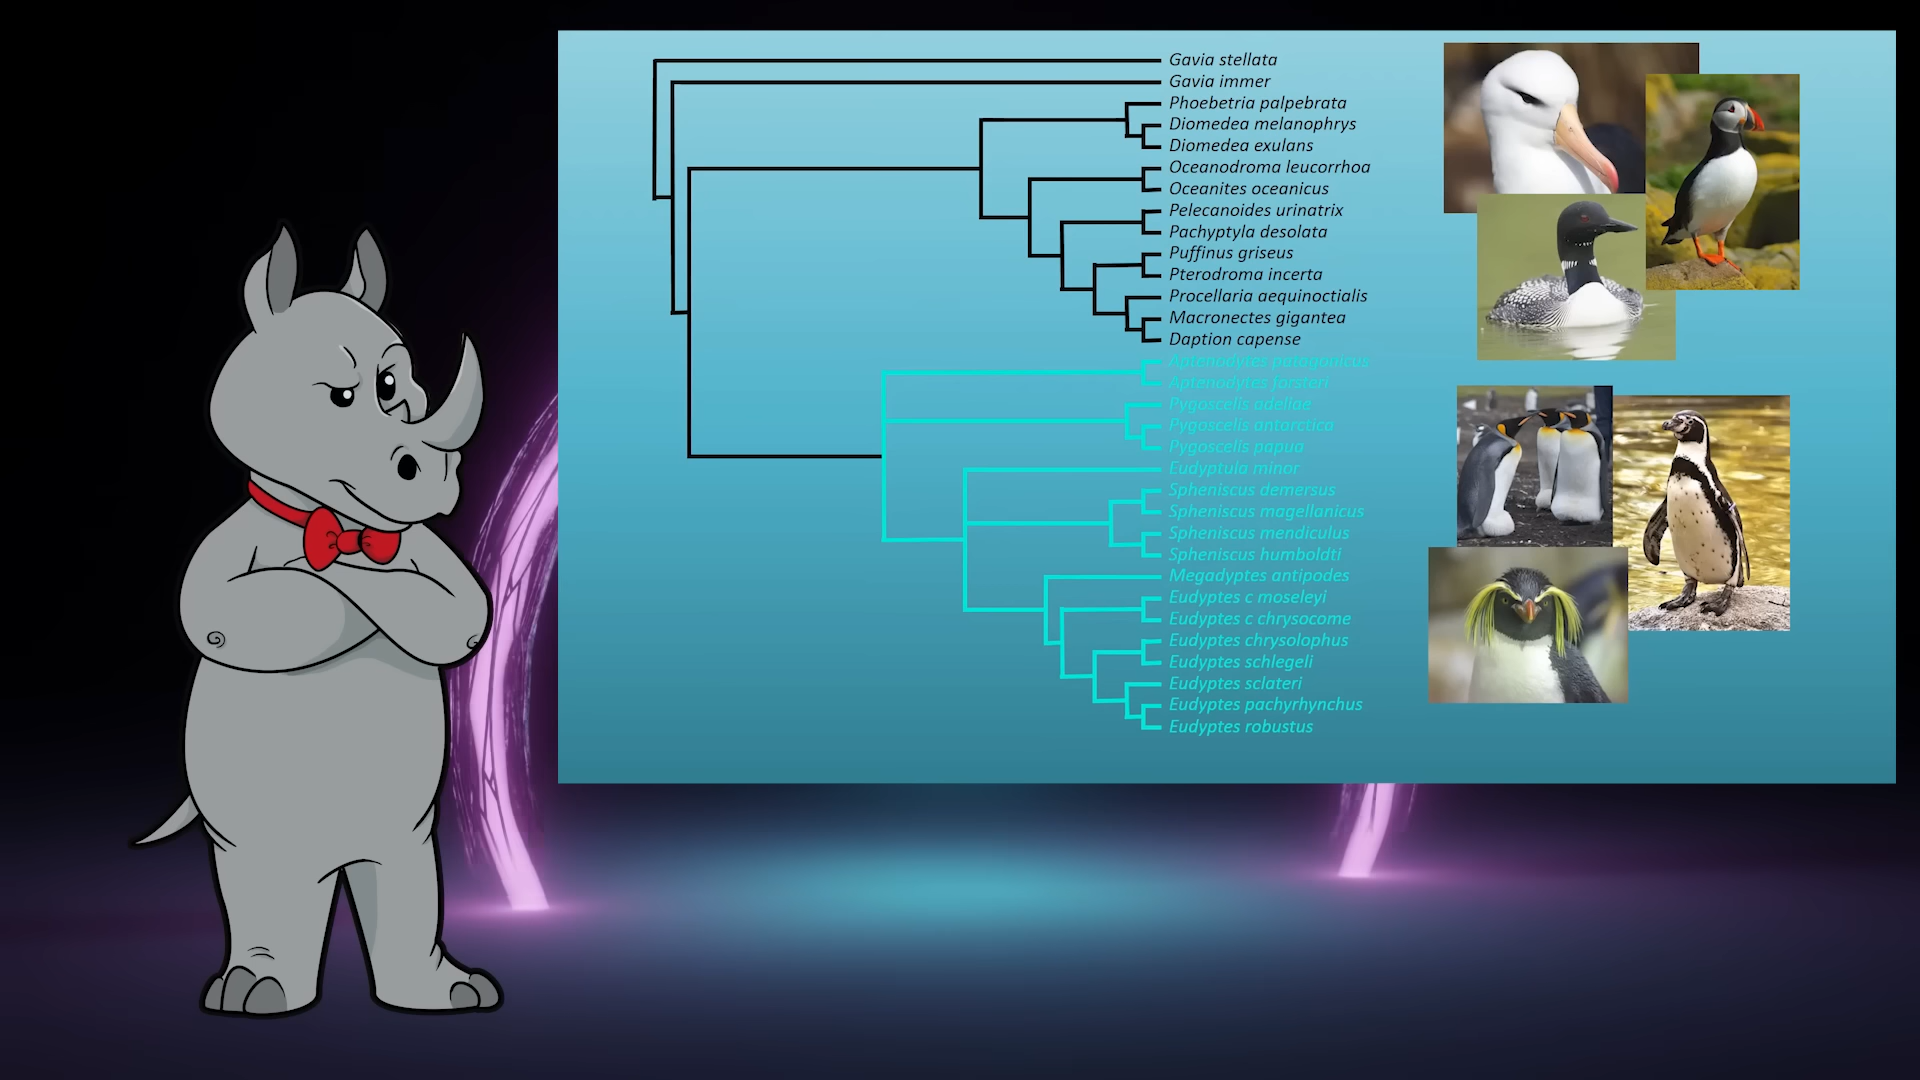 Gavia stellata
Gavia immer
Phoebetria palpebrata
Diomedea melanophrys
Diomedea exulans
Oceanodroma leucorrhoa
Oceanites oceanicus
Pelecanoides urinatrix
Pachyptyla desolata
Puffinus griseus
Pterodroma incerta
Procellaria aequinoctialis
Macronectes gigantea
Daption capense
Aptenodytes patagonicus
Aptenodytes forsteri
Pygoscelis adeliae
Pygoscelis antarctica
Pygoscelis papua
Eudyptula minor
Spheniscus demersus
Spheniscus magellanicus
Spheniscus mendiculus
Spheniscus humboldti
Megadyptes antipodes
Eudyptes c moseleyi
Eudyptes c chrysocome
Eudyptes chrysolophus
Eudyptes schlegeli
Eudyptes sclateri
Eudyptes pachyrhynchus
Eudyptes robustus